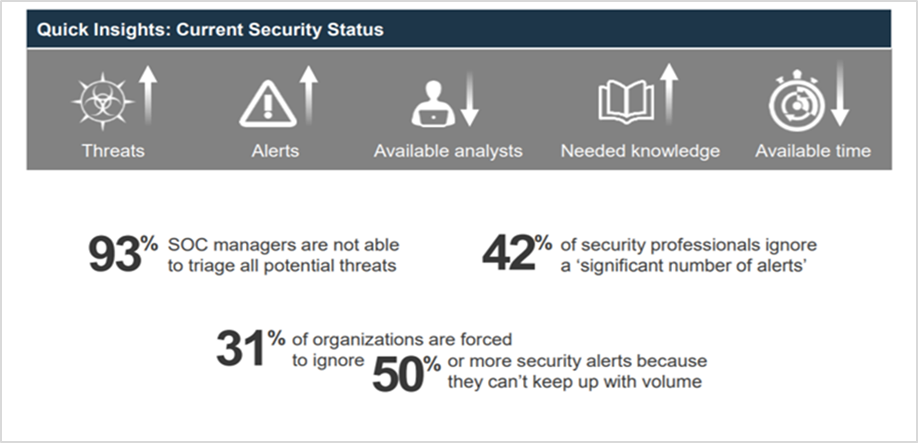 Quick Insights: Current Security Status
Threats
Alerts
Available analysts
Needed knowledge
Available time
93% SOC managers are not able
to triage all potential threats
42% of security professionals ignore
a ‘significant number of alerts’
31% of organizations are forced
to ignore 50% or more security alerts because
they can’t keep up with volume